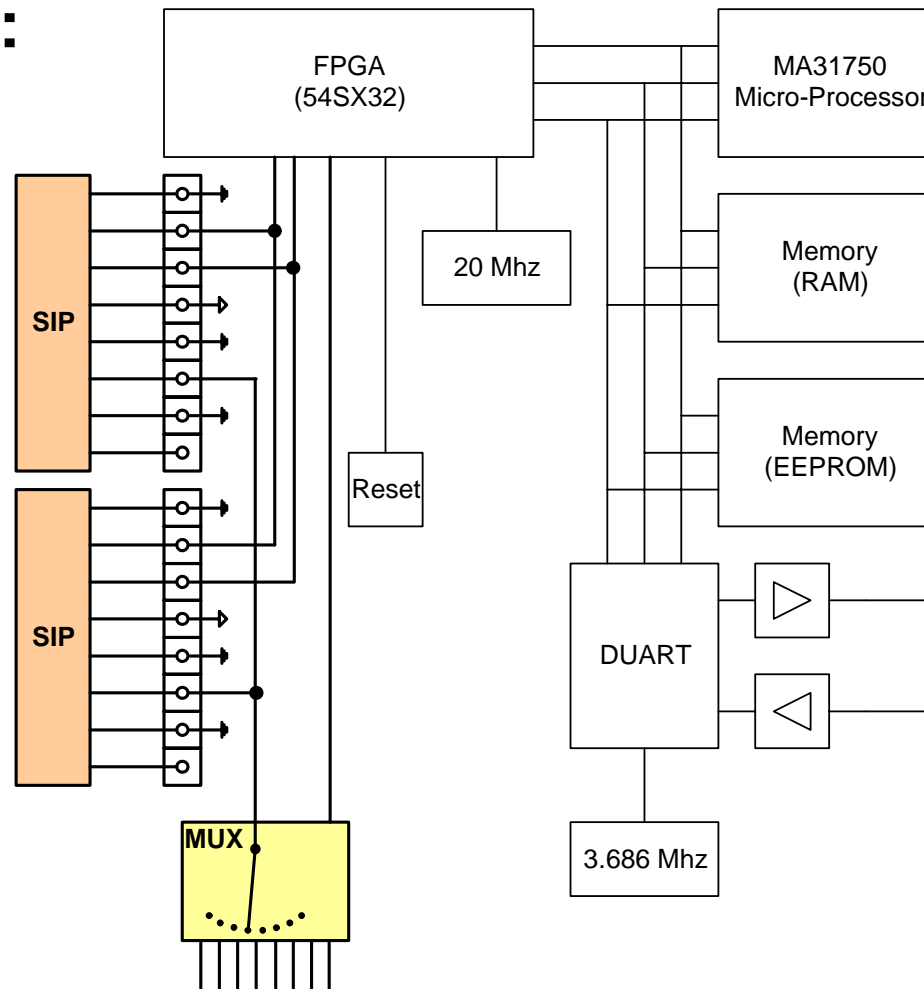 :
FPGA
(54SX32)
MA31750
Micro-Processor
20 Mhz
Memory
(RAM)
SIP
Memory
(EEPROM)
Reset
SIP
DUART
MUX
3.686 Mhz